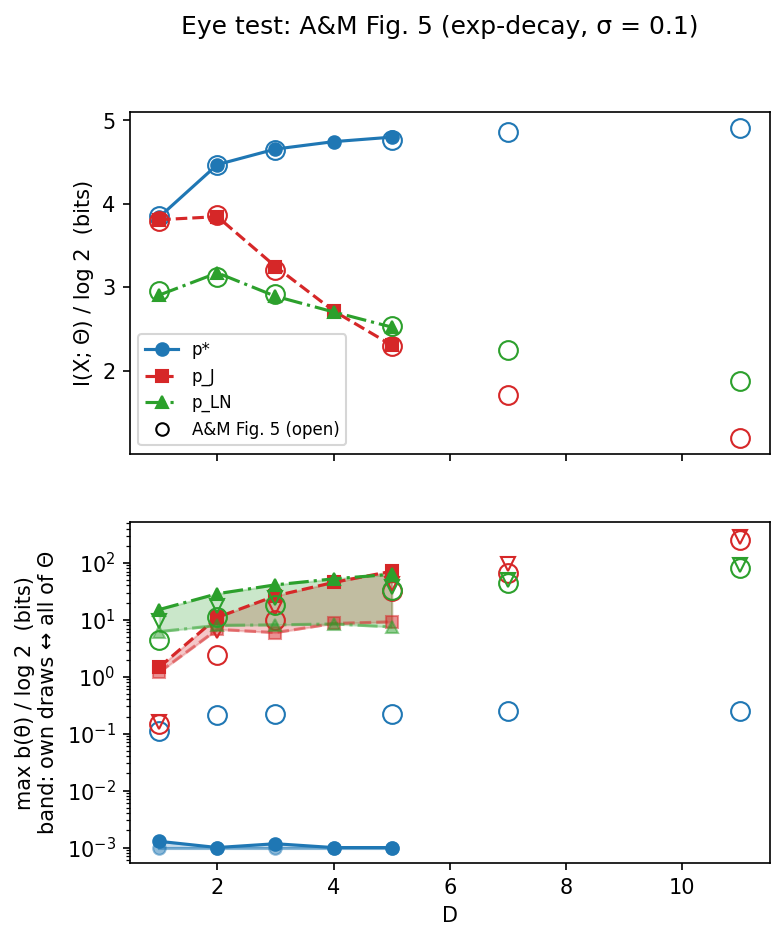 Eye test: A&M Fig. 5 (exp-decay, σ = 0.1)
I(X; Θ) / log 2 (bits)
5
4
3
2
p*
p_J
p_LN
A&M Fig. 5 (open)
max b(θ) / log 2 (bits)
band: own draws ↔ all of Θ
10²
10¹
10⁰
10⁻¹
10⁻²
10⁻³
2
4
6
8
10
D